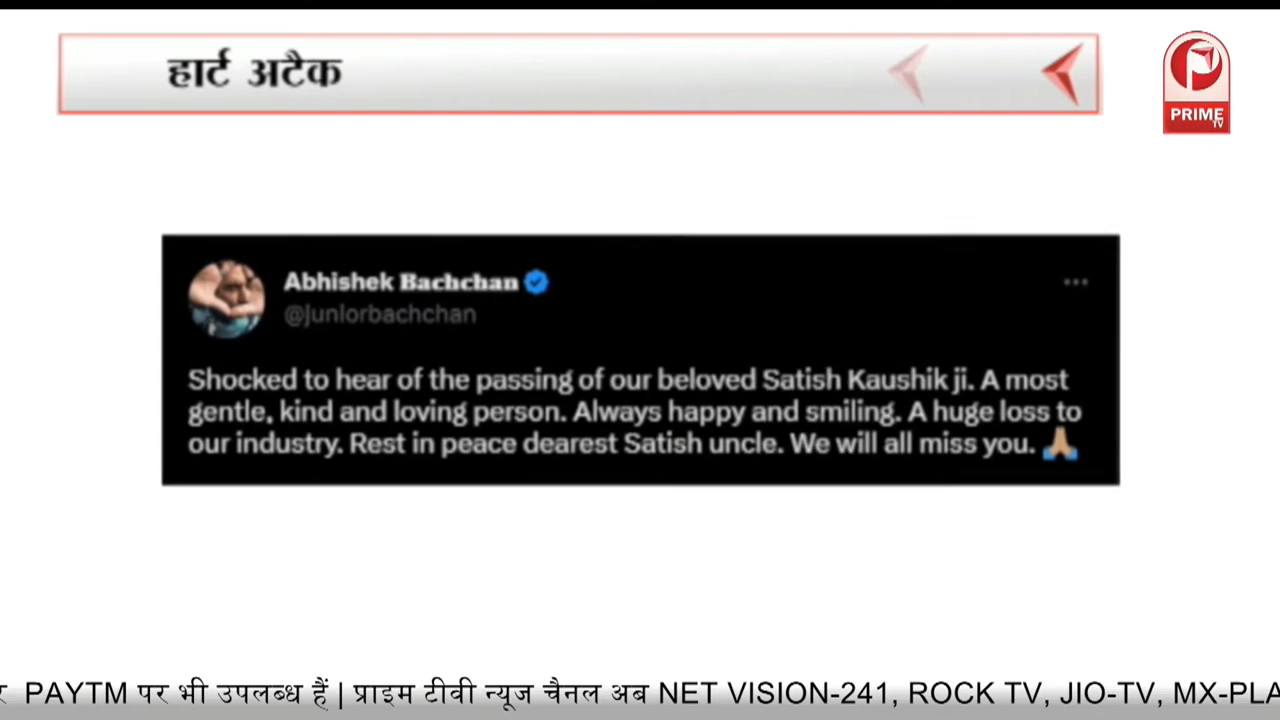 हार्ट अटैक
PRIME
TV
Abhishek Bachchan
@juniorbachchan
Shocked to hear of the passing of our beloved Satish Kaushik ji. A most
gentle, kind and loving person. Always happy and smiling. A huge loss to
our industry. Rest in peace dearest Satish uncle. We will all miss you. 🙏🏽
PAYTM पर भी उपलब्ध हैं | प्राइम टीवी न्यूज चैनल अब NET VISION-241, ROCK TV, JIO-TV, MX-PLA